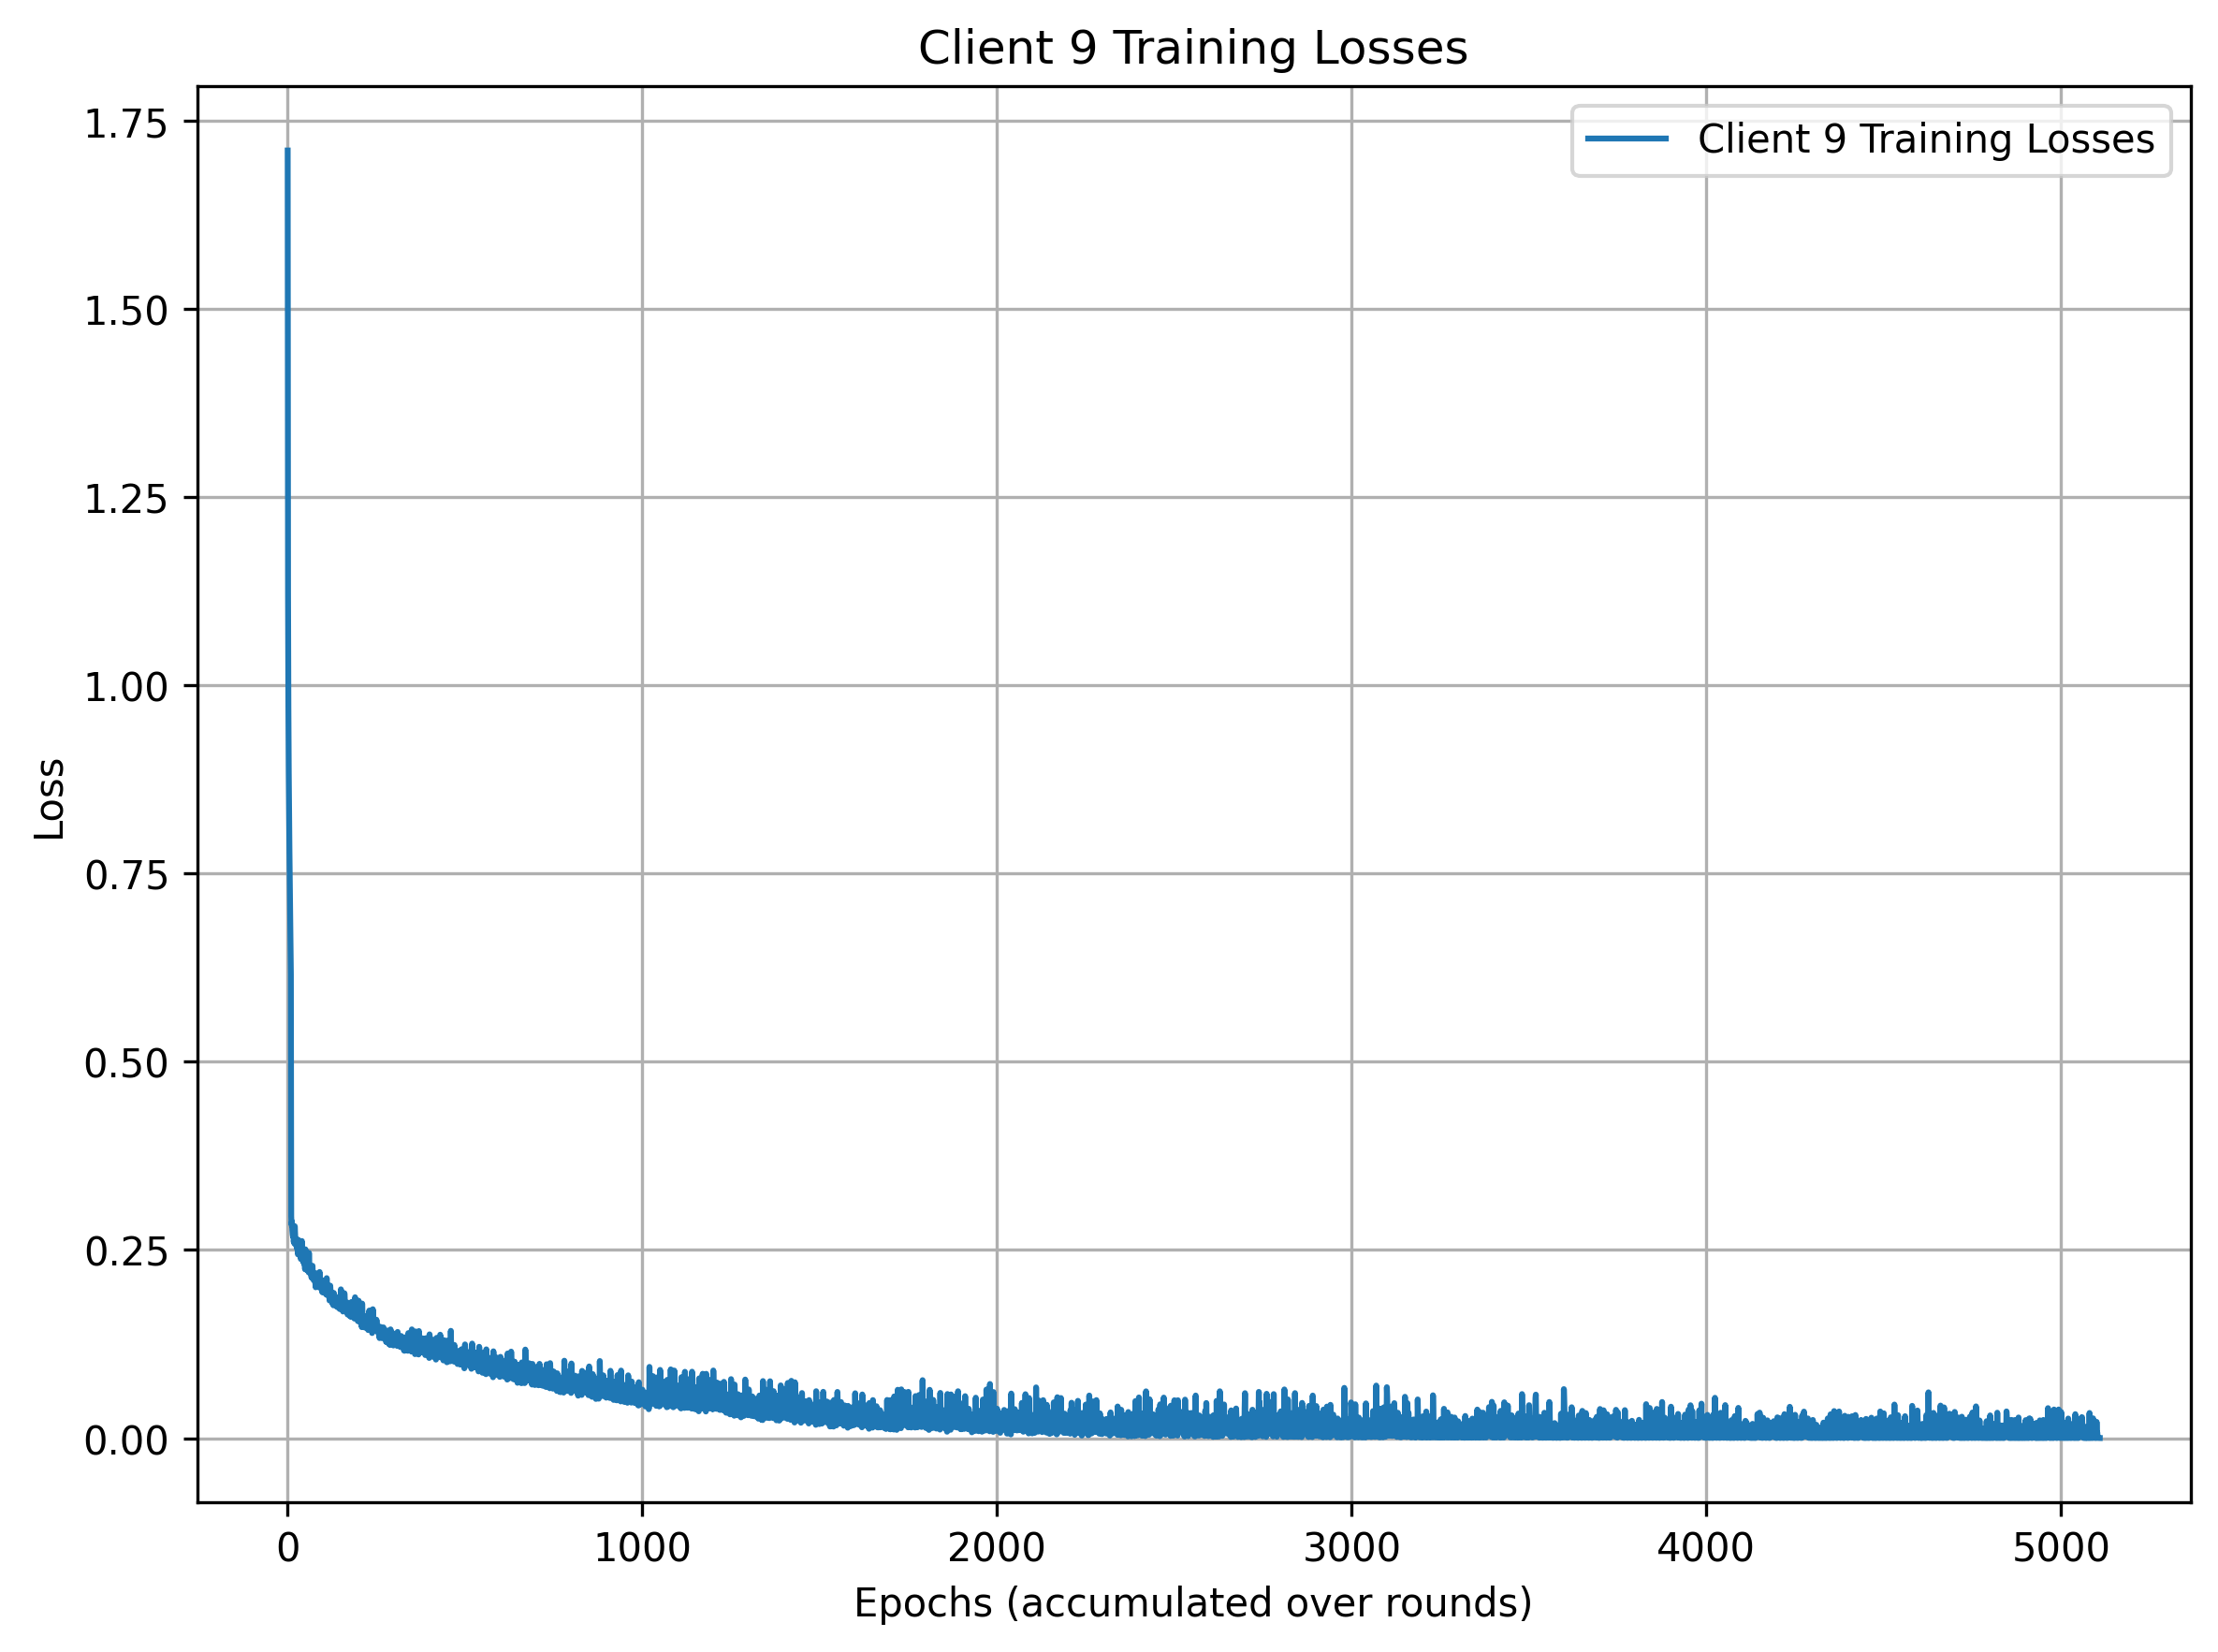 Client 9 Training Losses
Client 9 Training Losses
1.75
1.50
1.25
1.00
0.75
0.50
0.25
0.00
Loss
0 1000 2000 3000 4000 5000
Epochs (accumulated over rounds)